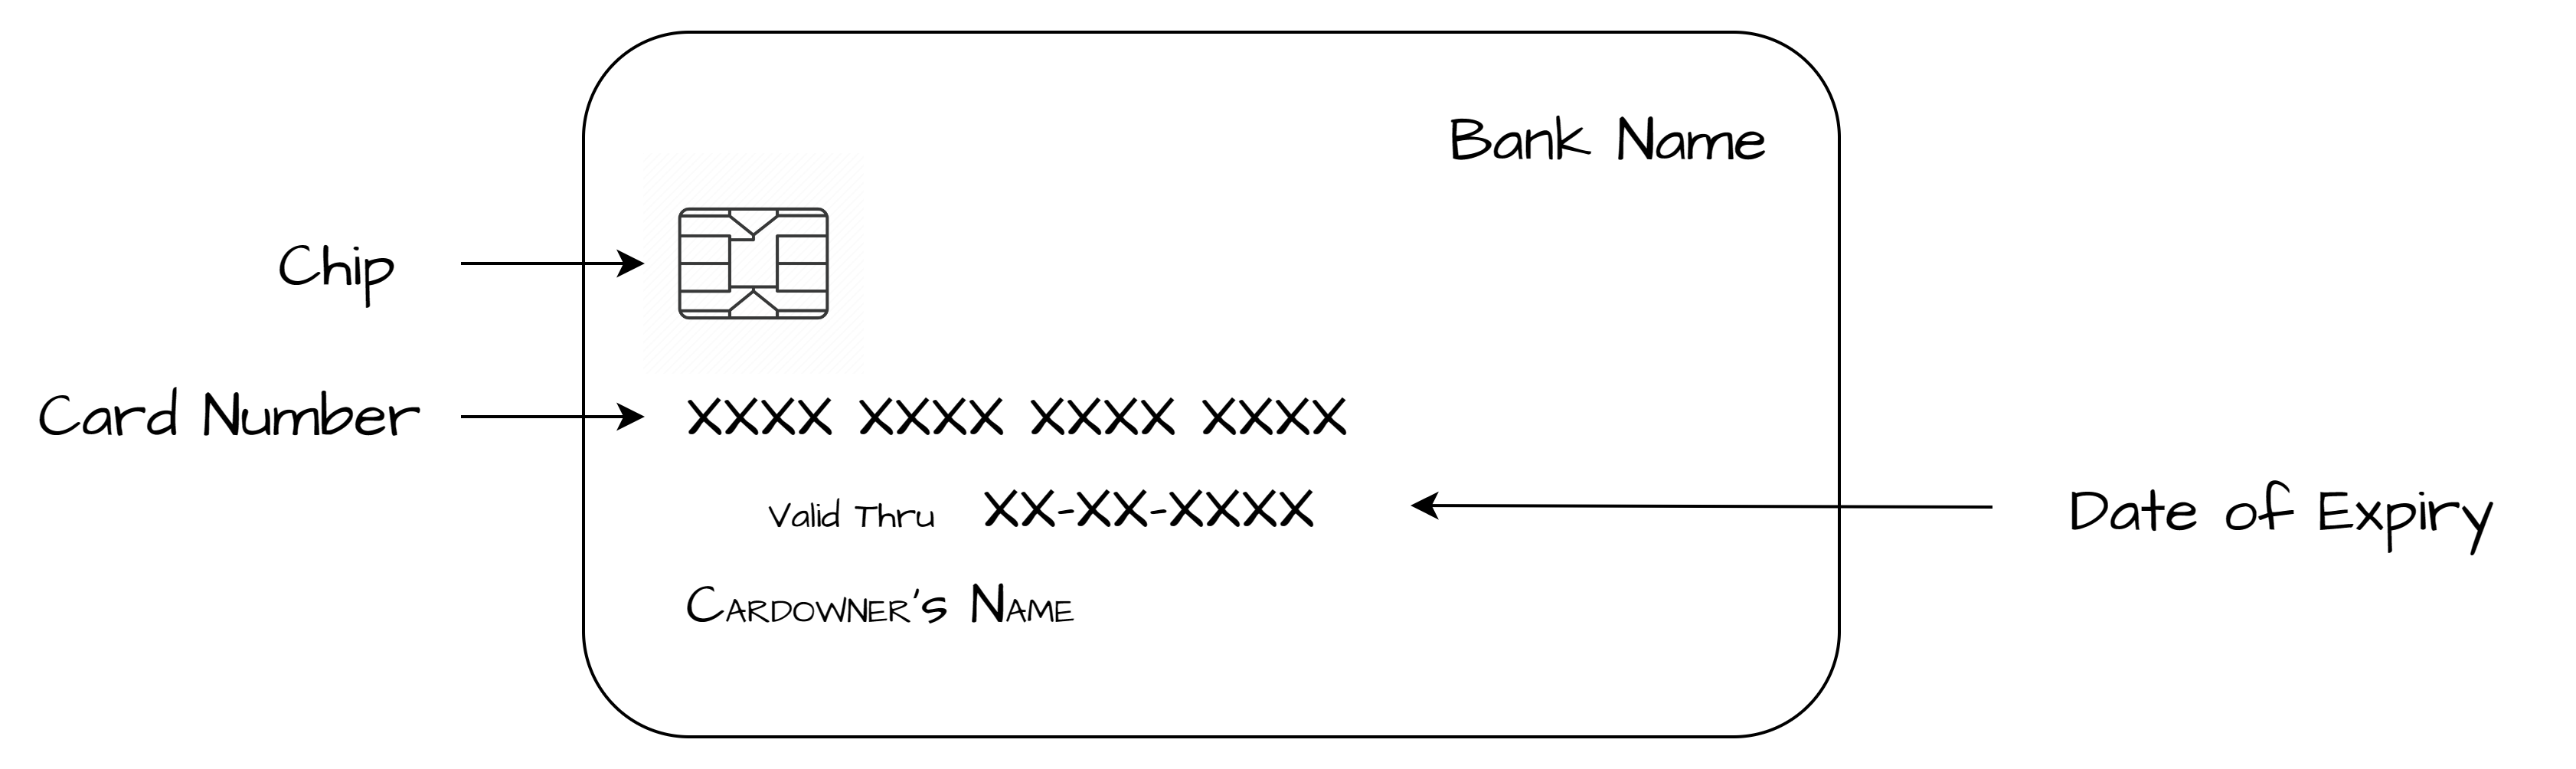 Bank Name
Chip
Card Number
XXXX XXXX XXXX XXXX
Valid Thru XX-XX-XXXX
Date of Expiry
CARDOWNER's NAME